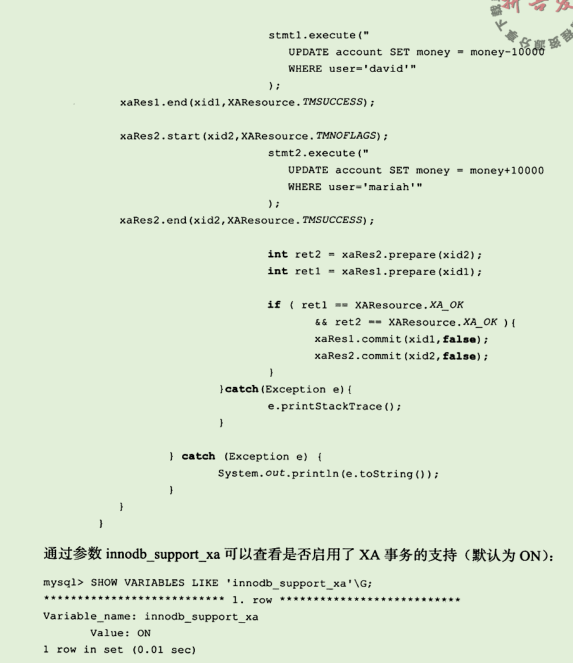 stmt1.execute("
UPDATE account SET money = money-10000
WHERE user='david'"
);
xaRes1.end(xid1,XAResource.TMSUCCESS);
xaRes2.start(xid2,XAResource.TMNOFLAGS);
stmt2.execute("
UPDATE account SET money = money+10000
WHERE user='mariah'"
);
xaRes2.end(xid2,XAResource.TMSUCCESS);
int ret2 = xaRes2.prepare(xid2);
int ret1 = xaRes1.prepare(xid1);
if ( ret1 == XAResource.XA_OK
&& ret2 == XAResource.XA_OK ){
xaRes1.commit(xid1,false);
xaRes2.commit(xid2,false);
}
}catch(Exception e){
e.printStackTrace();
}
} catch (Exception e) {
System.out.println(e.toString());
}
}
}
通过参数 innodb_support_xa 可以查看是否启用了 XA 事务的支持（默认为 ON）：
mysql> SHOW VARIABLES LIKE 'innodb_support_xa'\G;
*************************** 1. row ***************************
Variable_name: innodb_support_xa
Value: ON
1 row in set (0.01 sec)